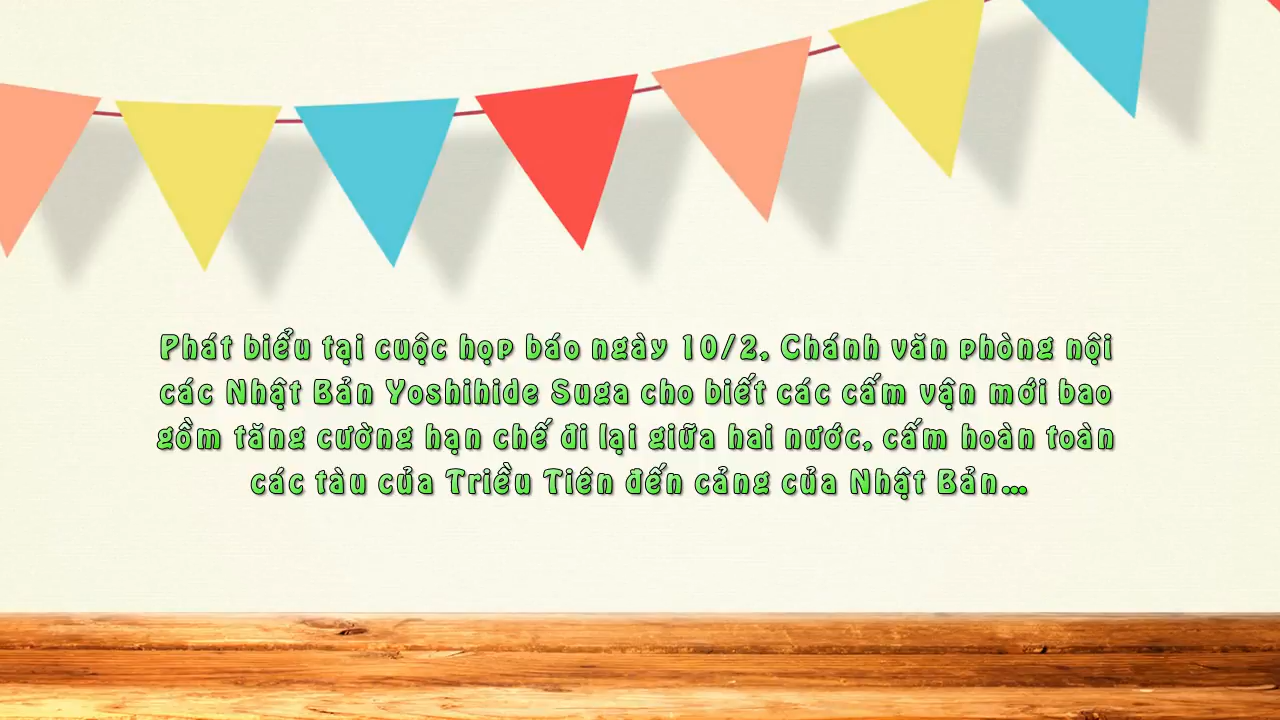 Phát biểu tại cuộc họp báo ngày 10/2, Chánh văn phòng nội
các Nhật Bản Yoshihide Suga cho biết các cấm vận mới bao
gồm tăng cường hạn chế đi lại giữa hai nước, cấm hoàn toàn
các tàu của Triều Tiên đến cảng của Nhật Bản...